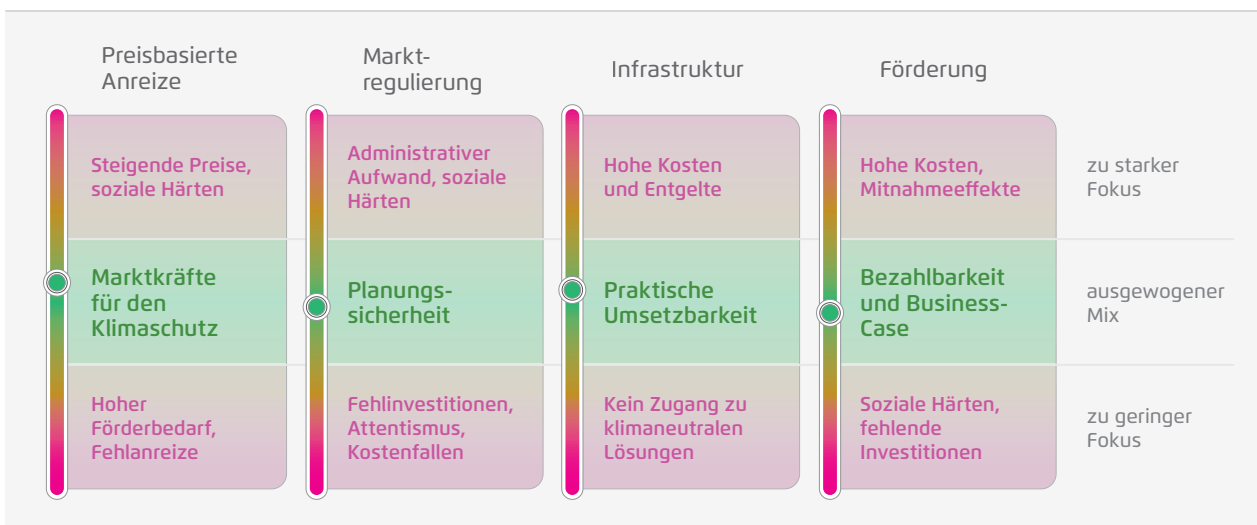 Preisbasierte
Anreize
Markt-
regulierung
Infrastruktur
Förderung
Steigende Preise,
soziale Härten
Administrativer
Aufwand, soziale
Härten
Hohe Kosten
und Entgelte
Hohe Kosten,
Mitnahmeeffekte
zu starker
Fokus
Marktkräfte
für den
Klimaschutz
Planungs-
sicherheit
Praktische
Umsetzbarkeit
Bezahlbarkeit
und Business-
Case
ausgewogener
Mix
Hoher
Förderbedarf,
Fehlanreize
Fehlinvestitionen,
Attentismus,
Kostenfallen
Kein Zugang zu
klimaneutralen
Lösungen
Soziale Härten,
fehlende
Investitionen
zu geringer
Fokus